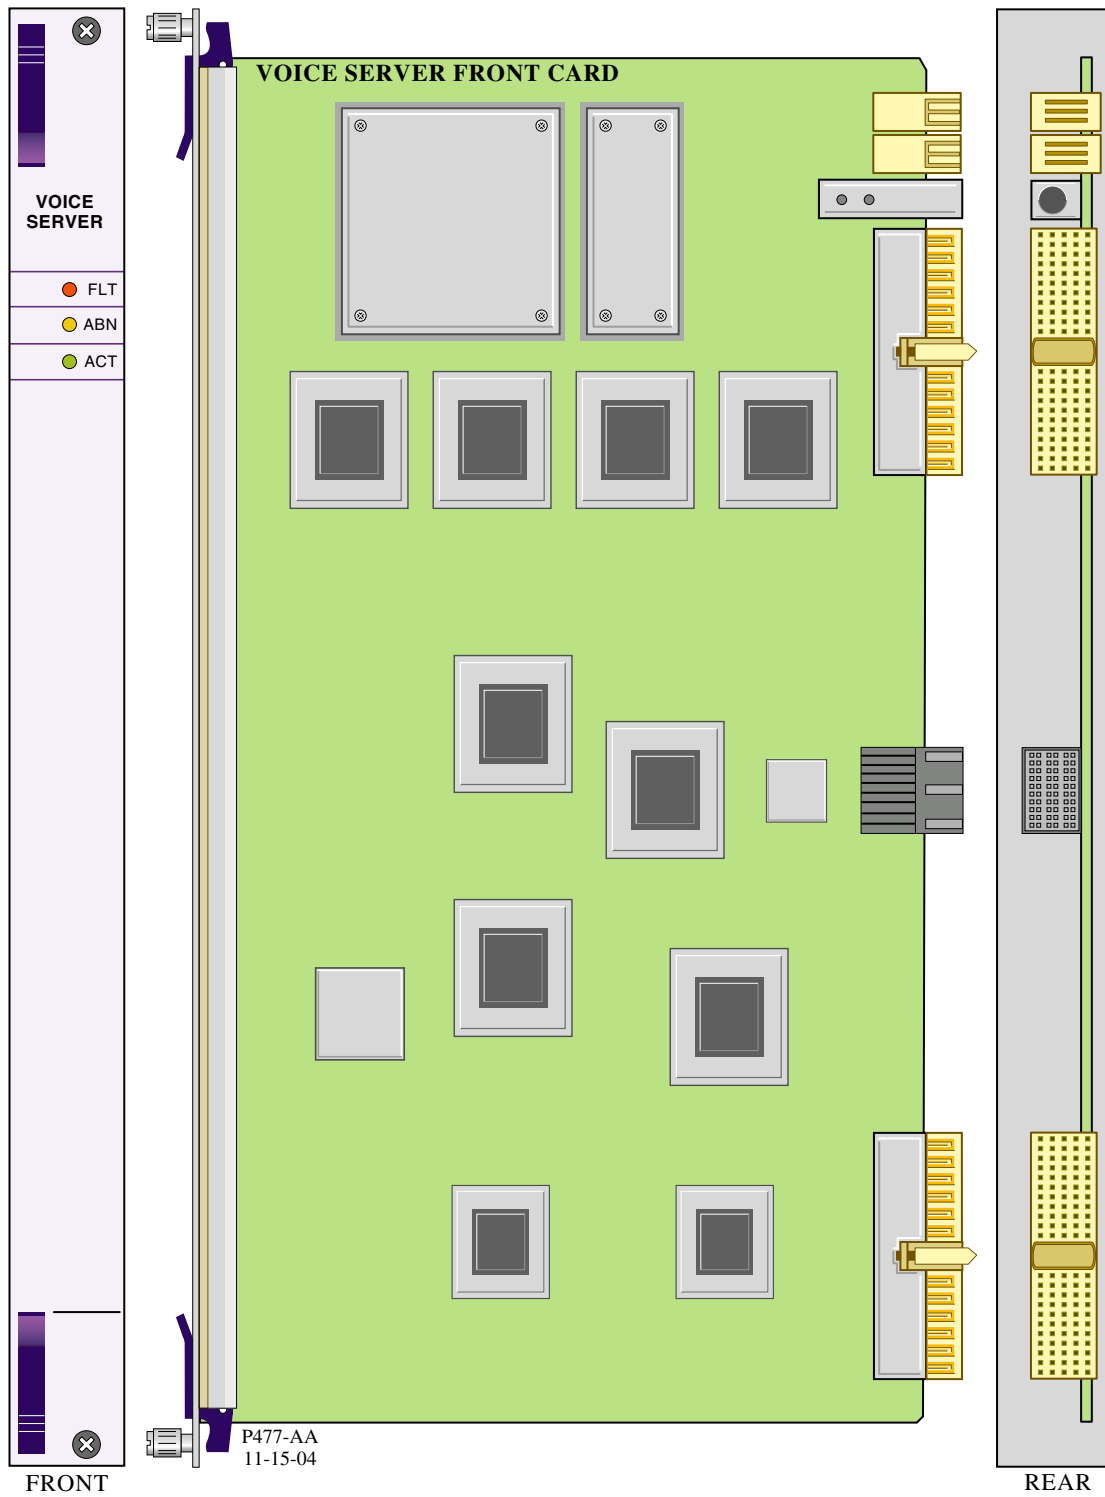 VOICE SERVER FRONT CARD
VOICE
SERVER
FLT
ABN
ACT
P477-AA
11-15-04
FRONT
REAR